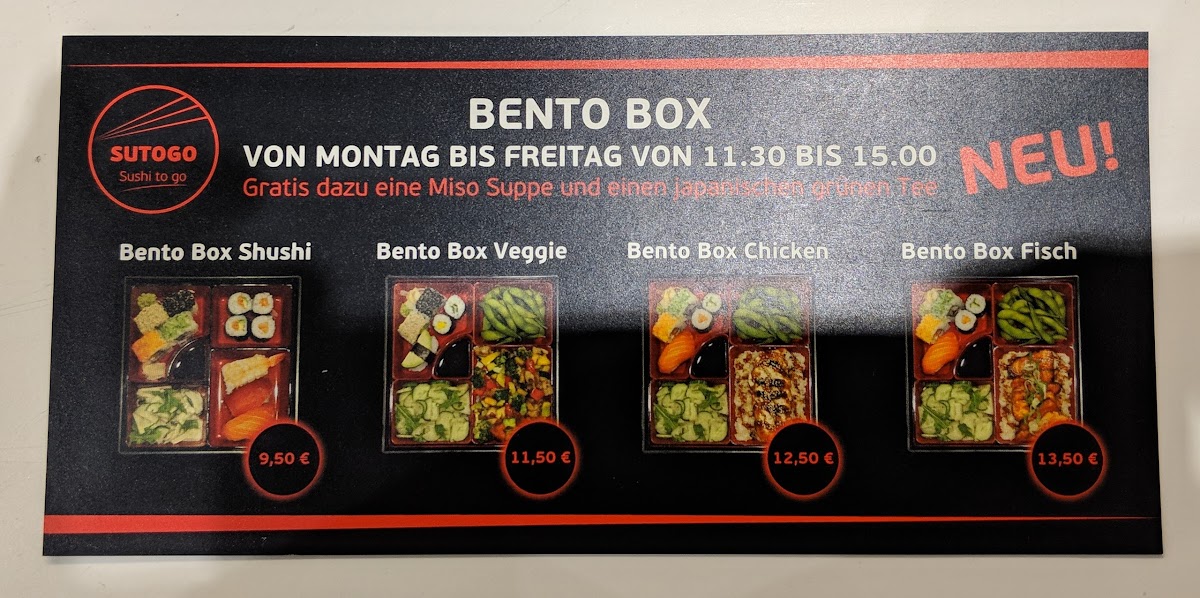 SUTOGO
Sushi to go
BENTO BOX
VON MONTAG BIS FREITAG VON 11.30 BIS 15.00
Gratis dazu eine Miso Suppe und einen japanischen grünen Tee
NEU!
Bento Box Shushi
Bento Box Veggie
Bento Box Chicken
Bento Box Fisch
9,50 €
11,50 €
12,50 €
13,50 €